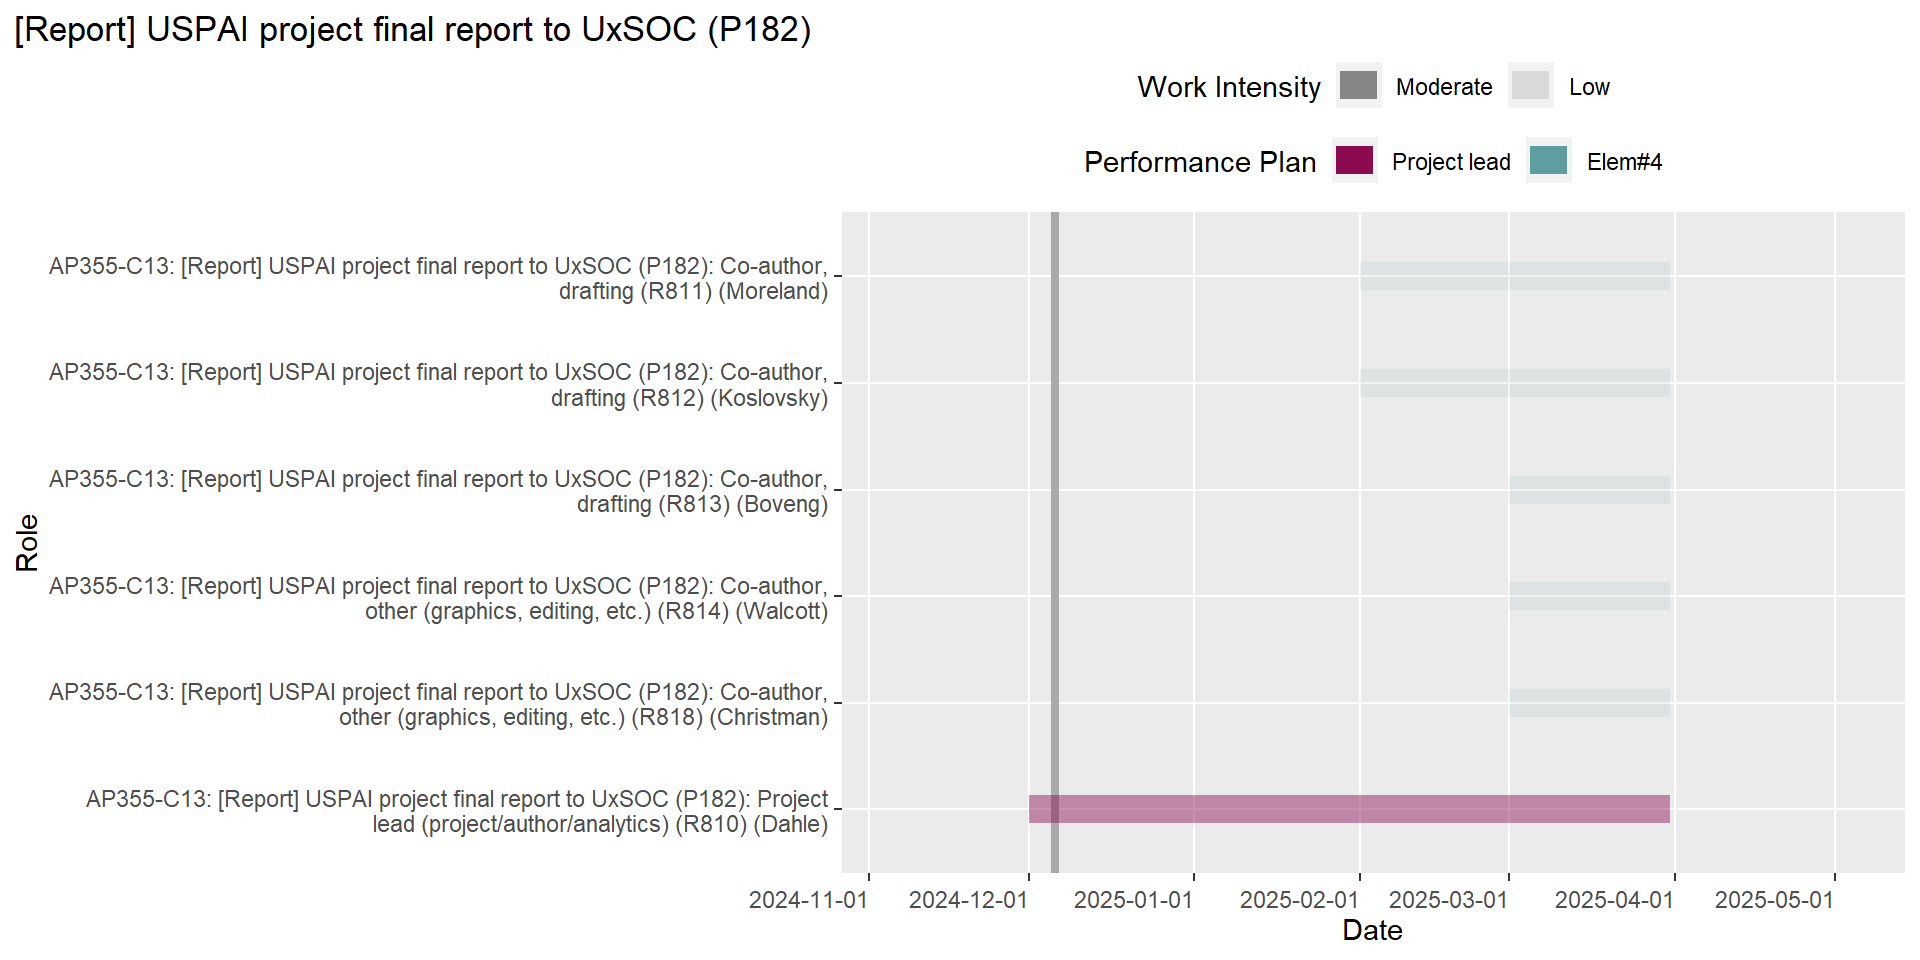 [Report] USPAI project final report to UxSOC (P182)
Work Intensity Moderate Low
Performance Plan Project lead Elem#4
AP355-C13: [Report] USPAI project final report to UxSOC (P182): Co-author,
drafting (R811) (Moreland)
AP355-C13: [Report] USPAI project final report to UxSOC (P182): Co-author,
drafting (R812) (Koslovsky)
AP355-C13: [Report] USPAI project final report to UxSOC (P182): Co-author,
drafting (R813) (Boveng)
AP355-C13: [Report] USPAI project final report to UxSOC (P182): Co-author,
other (graphics, editing, etc.) (R814) (Walcott)
AP355-C13: [Report] USPAI project final report to UxSOC (P182): Co-author,
other (graphics, editing, etc.) (R818) (Christman)
AP355-C13: [Report] USPAI project final report to UxSOC (P182): Project
lead (project/author/analytics) (R810) (Dahle)
Role
2024-11-01 2024-12-01 2025-01-01 2025-02-01 2025-03-01 2025-04-01 2025-05-01
Date